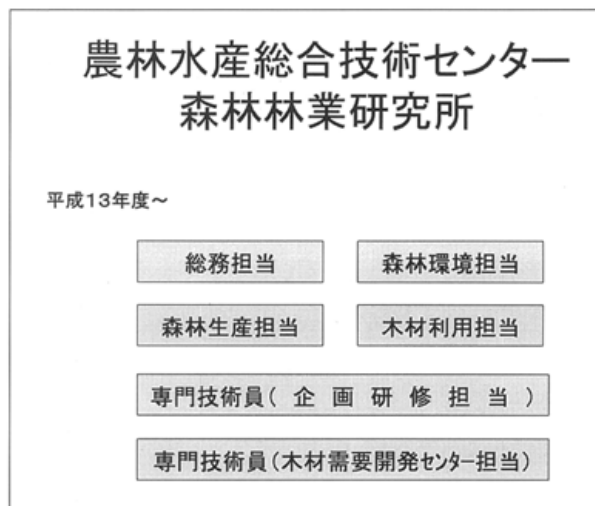 農林水産総合技術センター
森林林業研究所
平成13年度～
総務担当 森林環境担当
森林生産担当 木材利用担当
専門技術員(企画研修担当)
専門技術員(木材需要開発ｾﾝﾀｰ担当)